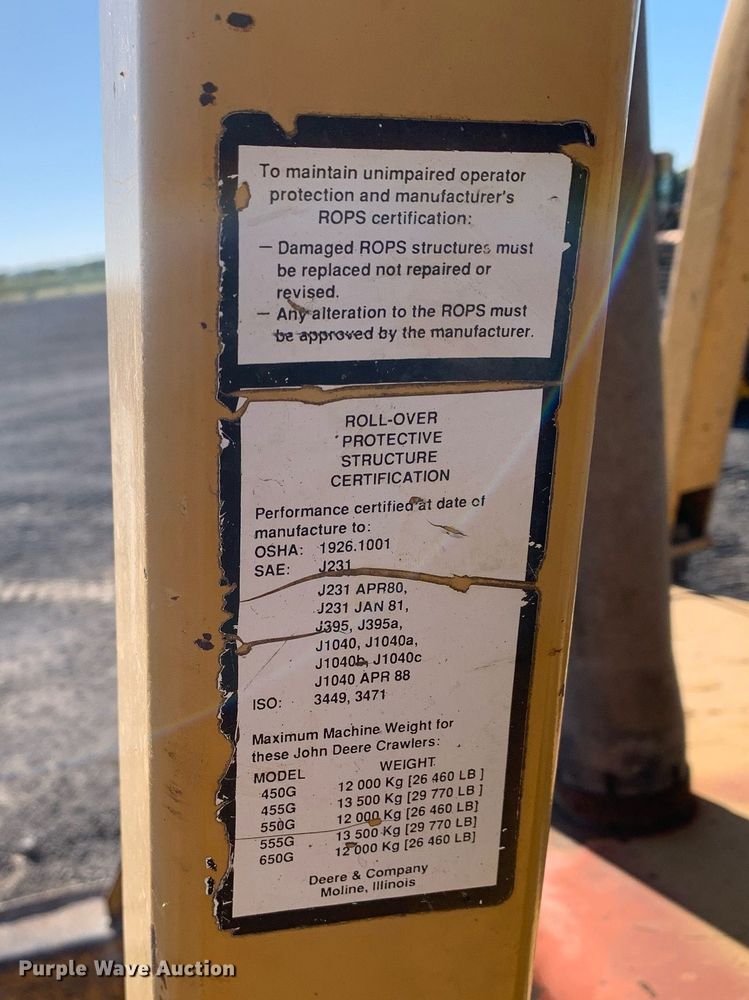 To maintain unimpaired operator
protection and manufacturer's
ROPS certification:
— Damaged ROPS structures must
be replaced not repaired or
revised.
— Any alteration to the ROPS must
be approved by the manufacturer.
ROLL-OVER
PROTECTIVE
STRUCTURE
CERTIFICATION
Performance certified at date of
manufacture to:
OSHA: 1926.1001
SAE: J231
J231 APR80,
J231 JAN 81,
J395, J395a,
J1040, J1040a,
J1040b, J1040c
J1040 APR 88
ISO: 3449, 3471
Maximum Machine Weight for
these John Deere Crawlers:
MODEL WEIGHT
450G 12 000 Kg [26 460 LB ]
455G 13 500 Kg [29 770 LB ]
550G 12 000 Kg [26 460 LB]
555G 13 500 Kg [29 770 LB]
650G 12 000 Kg [26 460 LB]
Deere & Company
Moline, Illinois
Purple Wave Auction